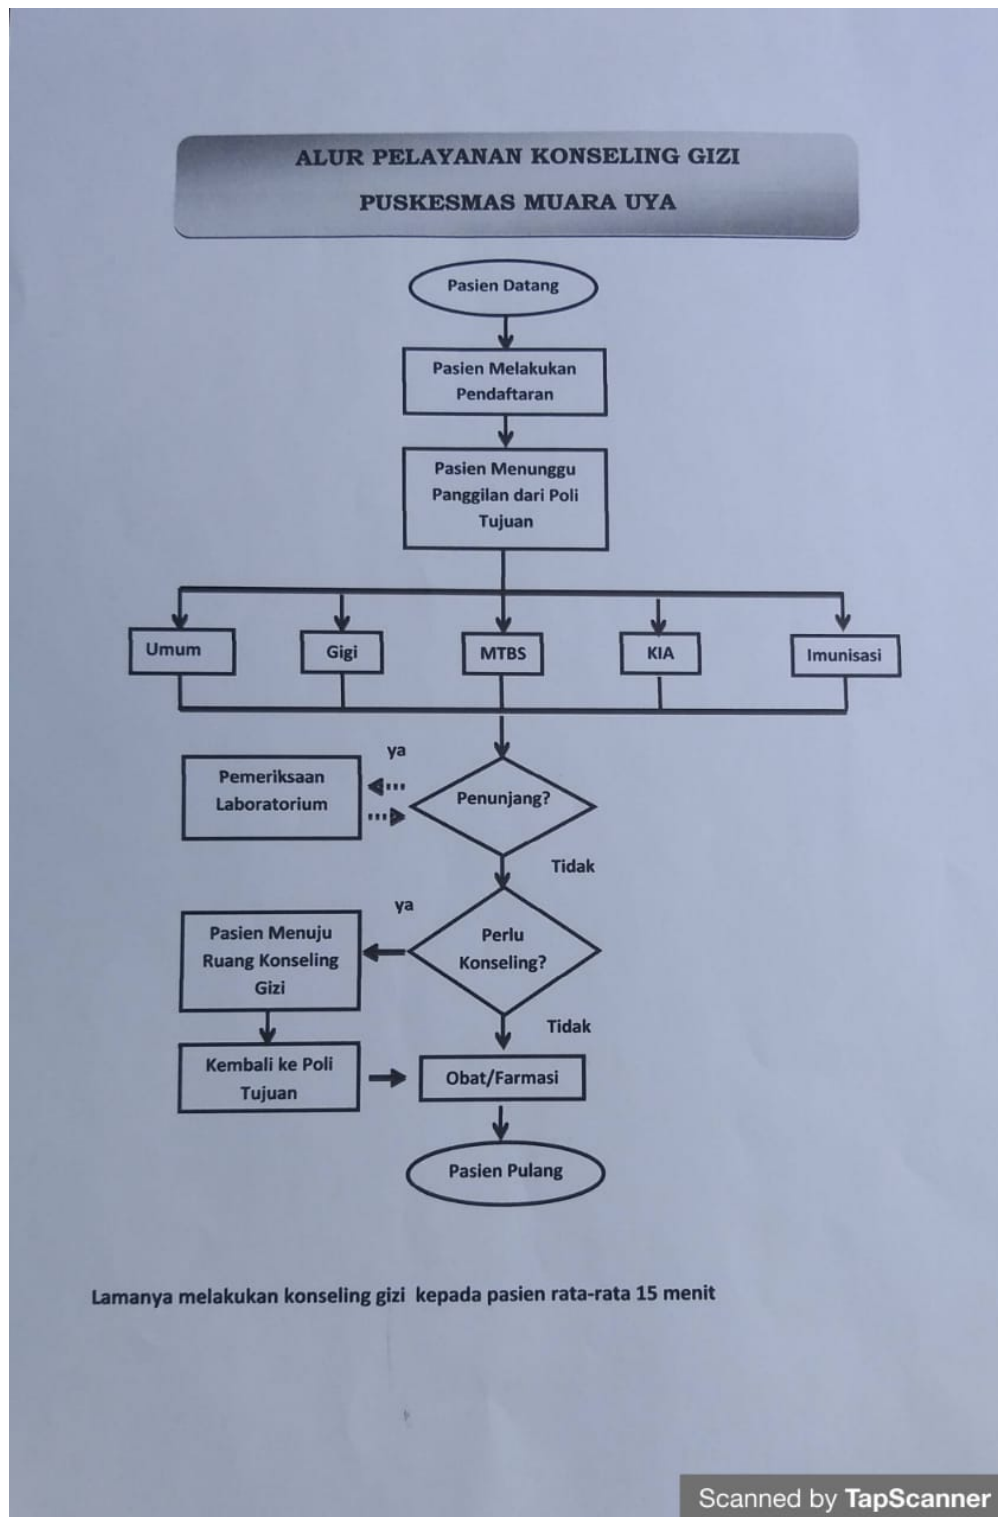 ALUR PELAYANAN KONSELING GIZI
PUSKESMAS MUARA UYA
Pasien Datang
Pasien Melakukan
Pendaftaran
Pasien Menunggu
Panggilan dari Poli
Tujuan
Umum
Gigi
MTBS
KIA
Imunisasi
ya
Pemeriksaan
Laboratorium
Penunjang?
Tidak
ya
Pasien Menuju
Ruang Konseling
Gizi
Perlu
Konseling?
Tidak
Kembali ke Poli
Tujuan
Obat/Farmasi
Pasien Pulang
Lamanya melakukan konseling gizi kepada pasien rata-rata 15 menit
Scanned by TapScanner